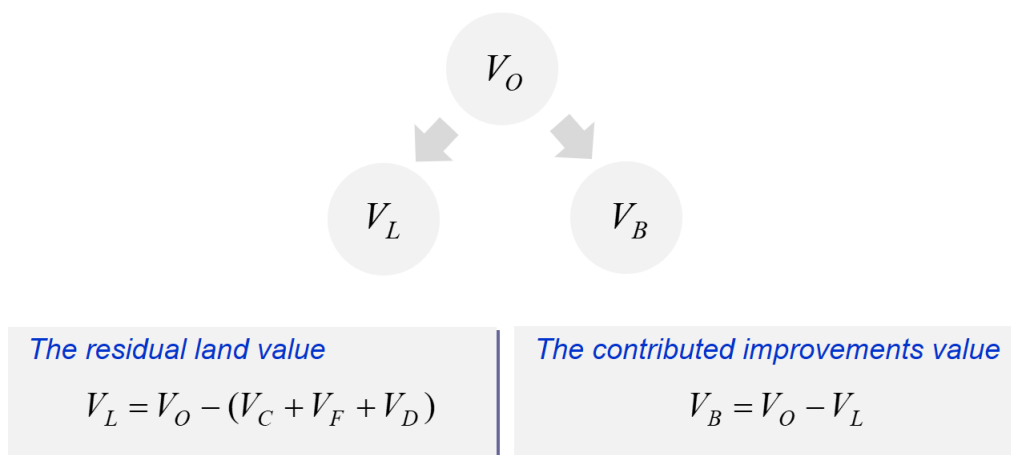 V_O
V_L
V_B
The residual land value
V_L = V_O − (V_C + V_F + V_D)
The contributed improvements value
V_B = V_O − V_L